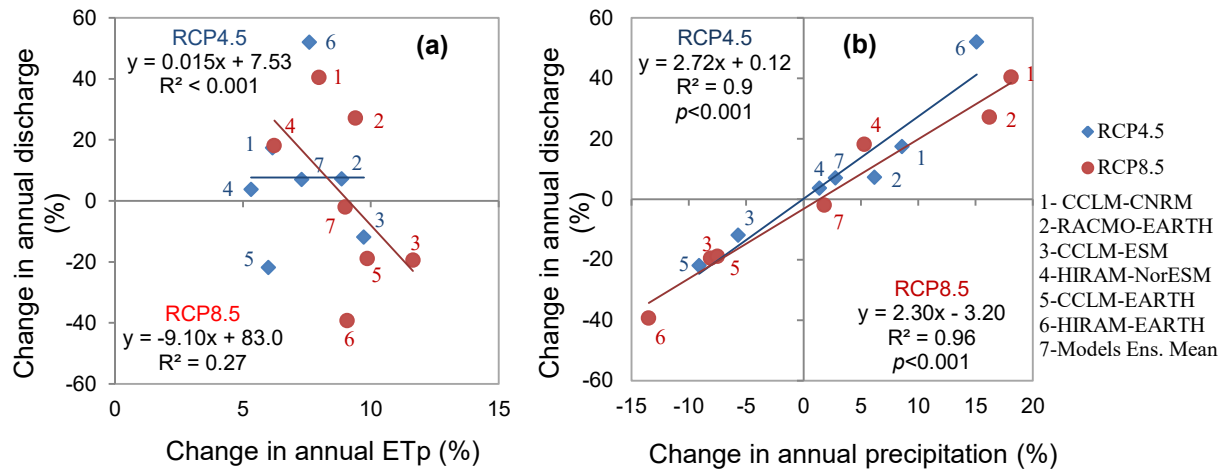 Change in annual discharge
(%)
60
40
20
0
-20
-40
-60
0
5
10
15
Change in annual ETp (%)
(a)
RCP4.5
y = 0.015x + 7.53
R² < 0.001
RCP8.5
y = -9.10x + 83.0
R² = 0.27
6
1
2
4
1
7
2
4
3
7
3
5
5
6
Change in annual discharge
(%)
60
40
20
0
-20
-40
-60
-15
-10
-5
0
5
10
15
20
Change in annual precipitation (%)
(b)
RCP4.5
y = 2.72x + 0.12
R² = 0.9
p<0.001
RCP8.5
y = 2.30x - 3.20
R² = 0.96
p<0.001
6
1
2
4
1
4
7
2
7
3
3
5
5
6
RCP4.5
RCP8.5
1- CCLM-CNRM
2-RACMO-EARTH
3-CCLM-ESM
4-HIRAM-NorESM
5-CCLM-EARTH
6-HIRAM-EARTH
7-Models Ens. Mean